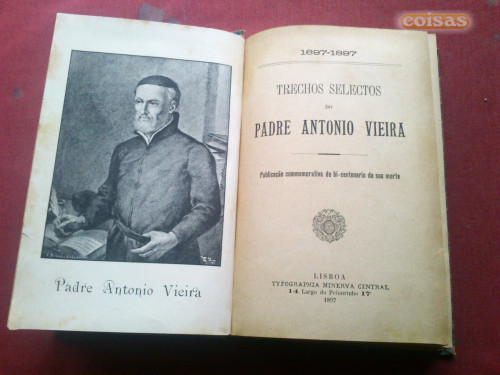 coisas
Padre Antonio Vieira
1697-1897
TRECHOS SELECTOS
DO
PADRE ANTONIO VIEIRA
Publicação commemorativa do bi-centenario da sua morte
LISBOA
TYPOGRAPHIA MINERVA CENTRAL
14, Largo do Pelourinho 17
1897